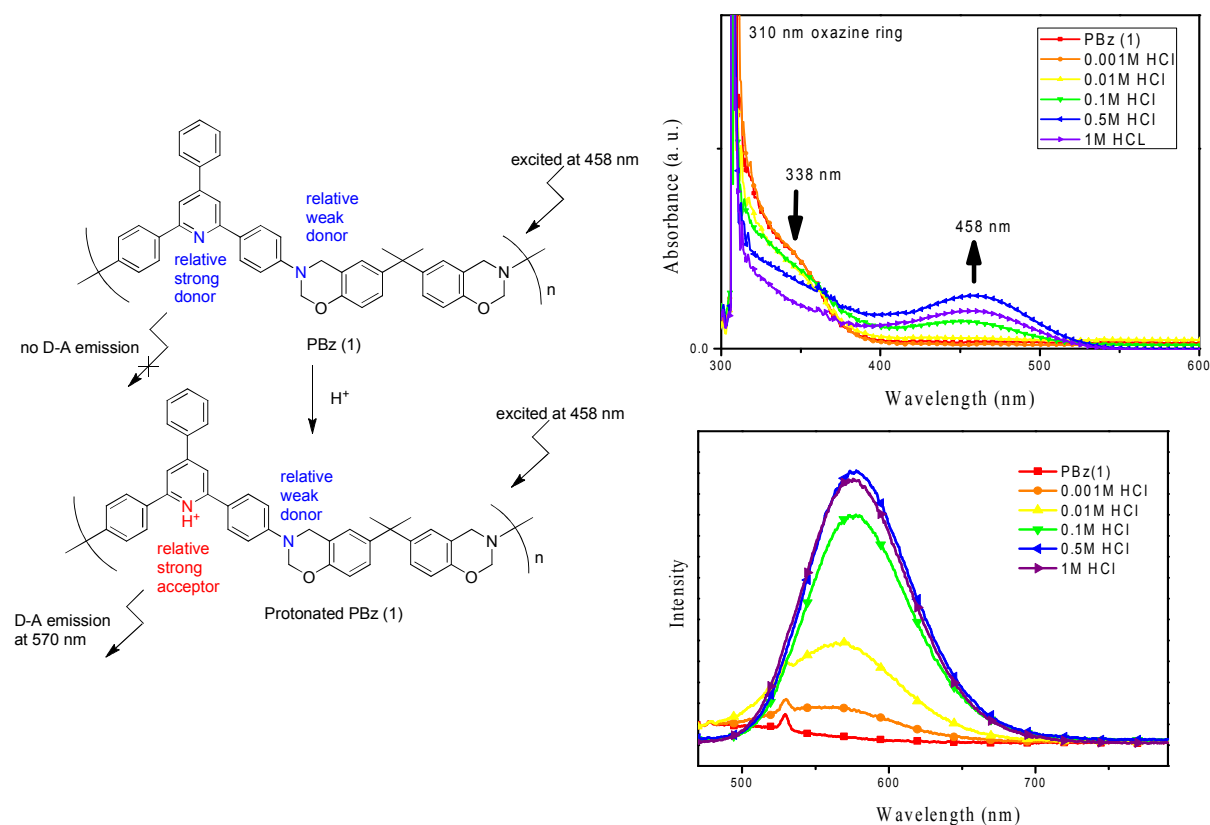 excited at 458 nm
relative
weak
donor
N
relative
strong
donor
N
N
O
O
n
no D-A emission
PBz (1)
H+
excited at 458 nm
relative
weak
donor
N
H+
relative
strong
acceptor
N
N
O
O
n
D-A emission
at 570 nm
Protonated PBz (1)
310 nm oxazine ring
PBz (1)
0.001M HCl
0.01M HCl
0.1M HCl
0.5M HCl
1M HCL
338 nm
458 nm
Absorbance (a. u.)
0.0
300
400
500
600
Wavelength (nm)
PBz(1)
0.001M HCl
0.01M HCl
0.1M HCl
0.5M HCl
1M HCl
Intensity
500
600
700
Wavelength (nm)